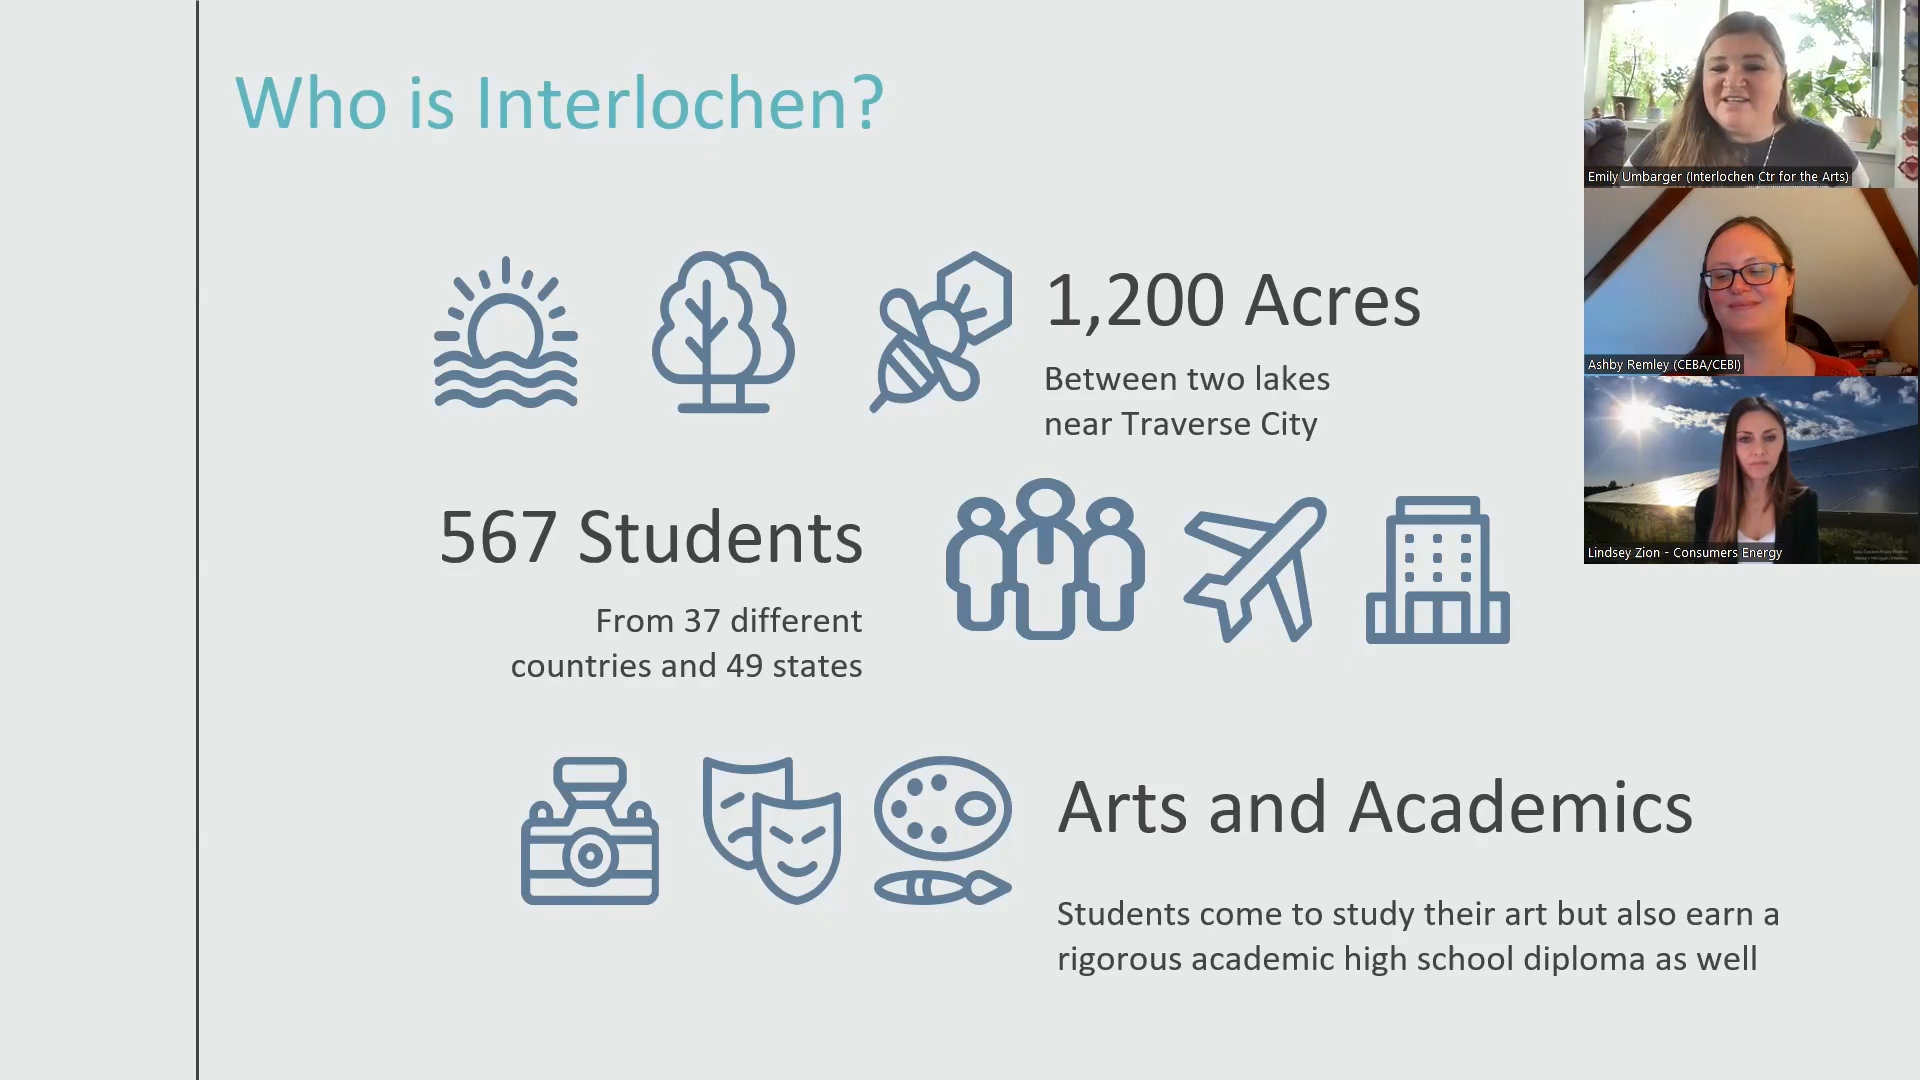 Who is Interlochen?
1,200 Acres
Between two lakes
near Traverse City
567 Students
From 37 different
countries and 49 states
Arts and Academics
Students come to study their art but also earn a
rigorous academic high school diploma as well
Emily Umbarger (Interlochen Ctr for the Arts)
Ashby Remley (CEBA/CEBI)
Lindsey Zion - Consumers Energy